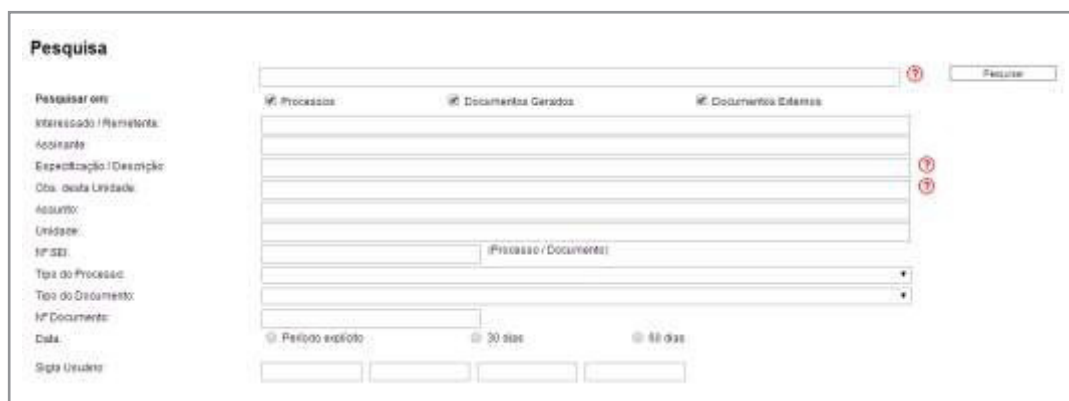 Pesquisa
? Pesquisar
Pesquisar em: Processos Documentos Gerados Documentos Externos
Interessado / Remetente:
Assinante:
Especificação / Descrição: ?
Obs. desta Unidade: ?
Assunto:
Unidade:
Nº SEI: (Processo / Documento)
Tipo do Processo:
Tipo do Documento:
Nº Documento:
Data: Período explícito 30 dias 60 dias
Sigla Usuário: